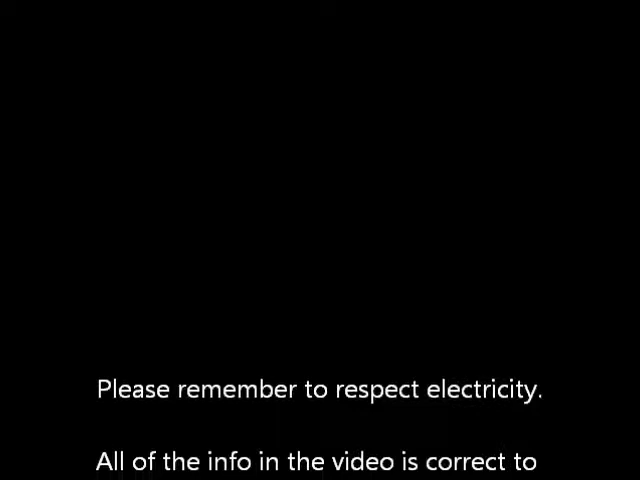 Please remember to respect electricity.
All of the info in the video is correct to